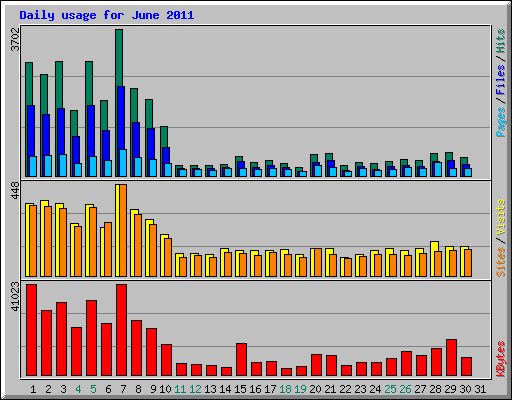 Daily usage for June 2011
3702
Pages / Files / Hits
448
Sites / Visits
41023
KBytes
1 2 3 4 5 6 7 8 9 10 11 12 13 14 15 16 17 18 19 20 21 22 23 24 25 26 27 28 29 30 31